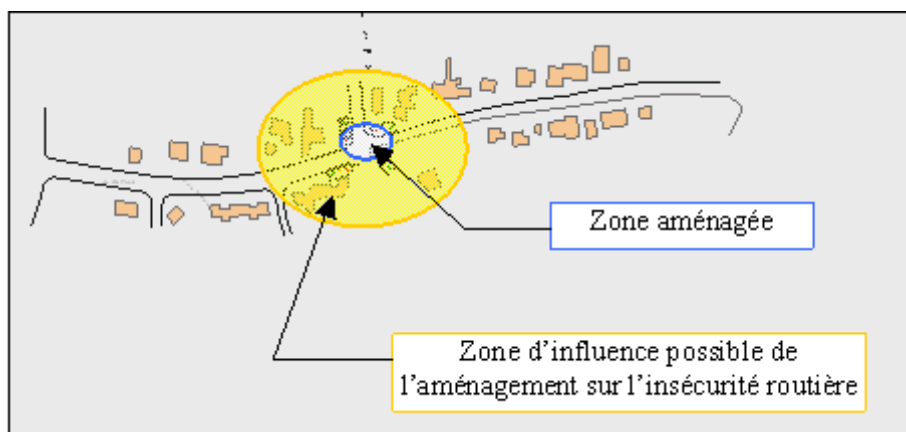 Zone aménagée
Zone d'influence possible de
l'aménagement sur l'insécurité routière